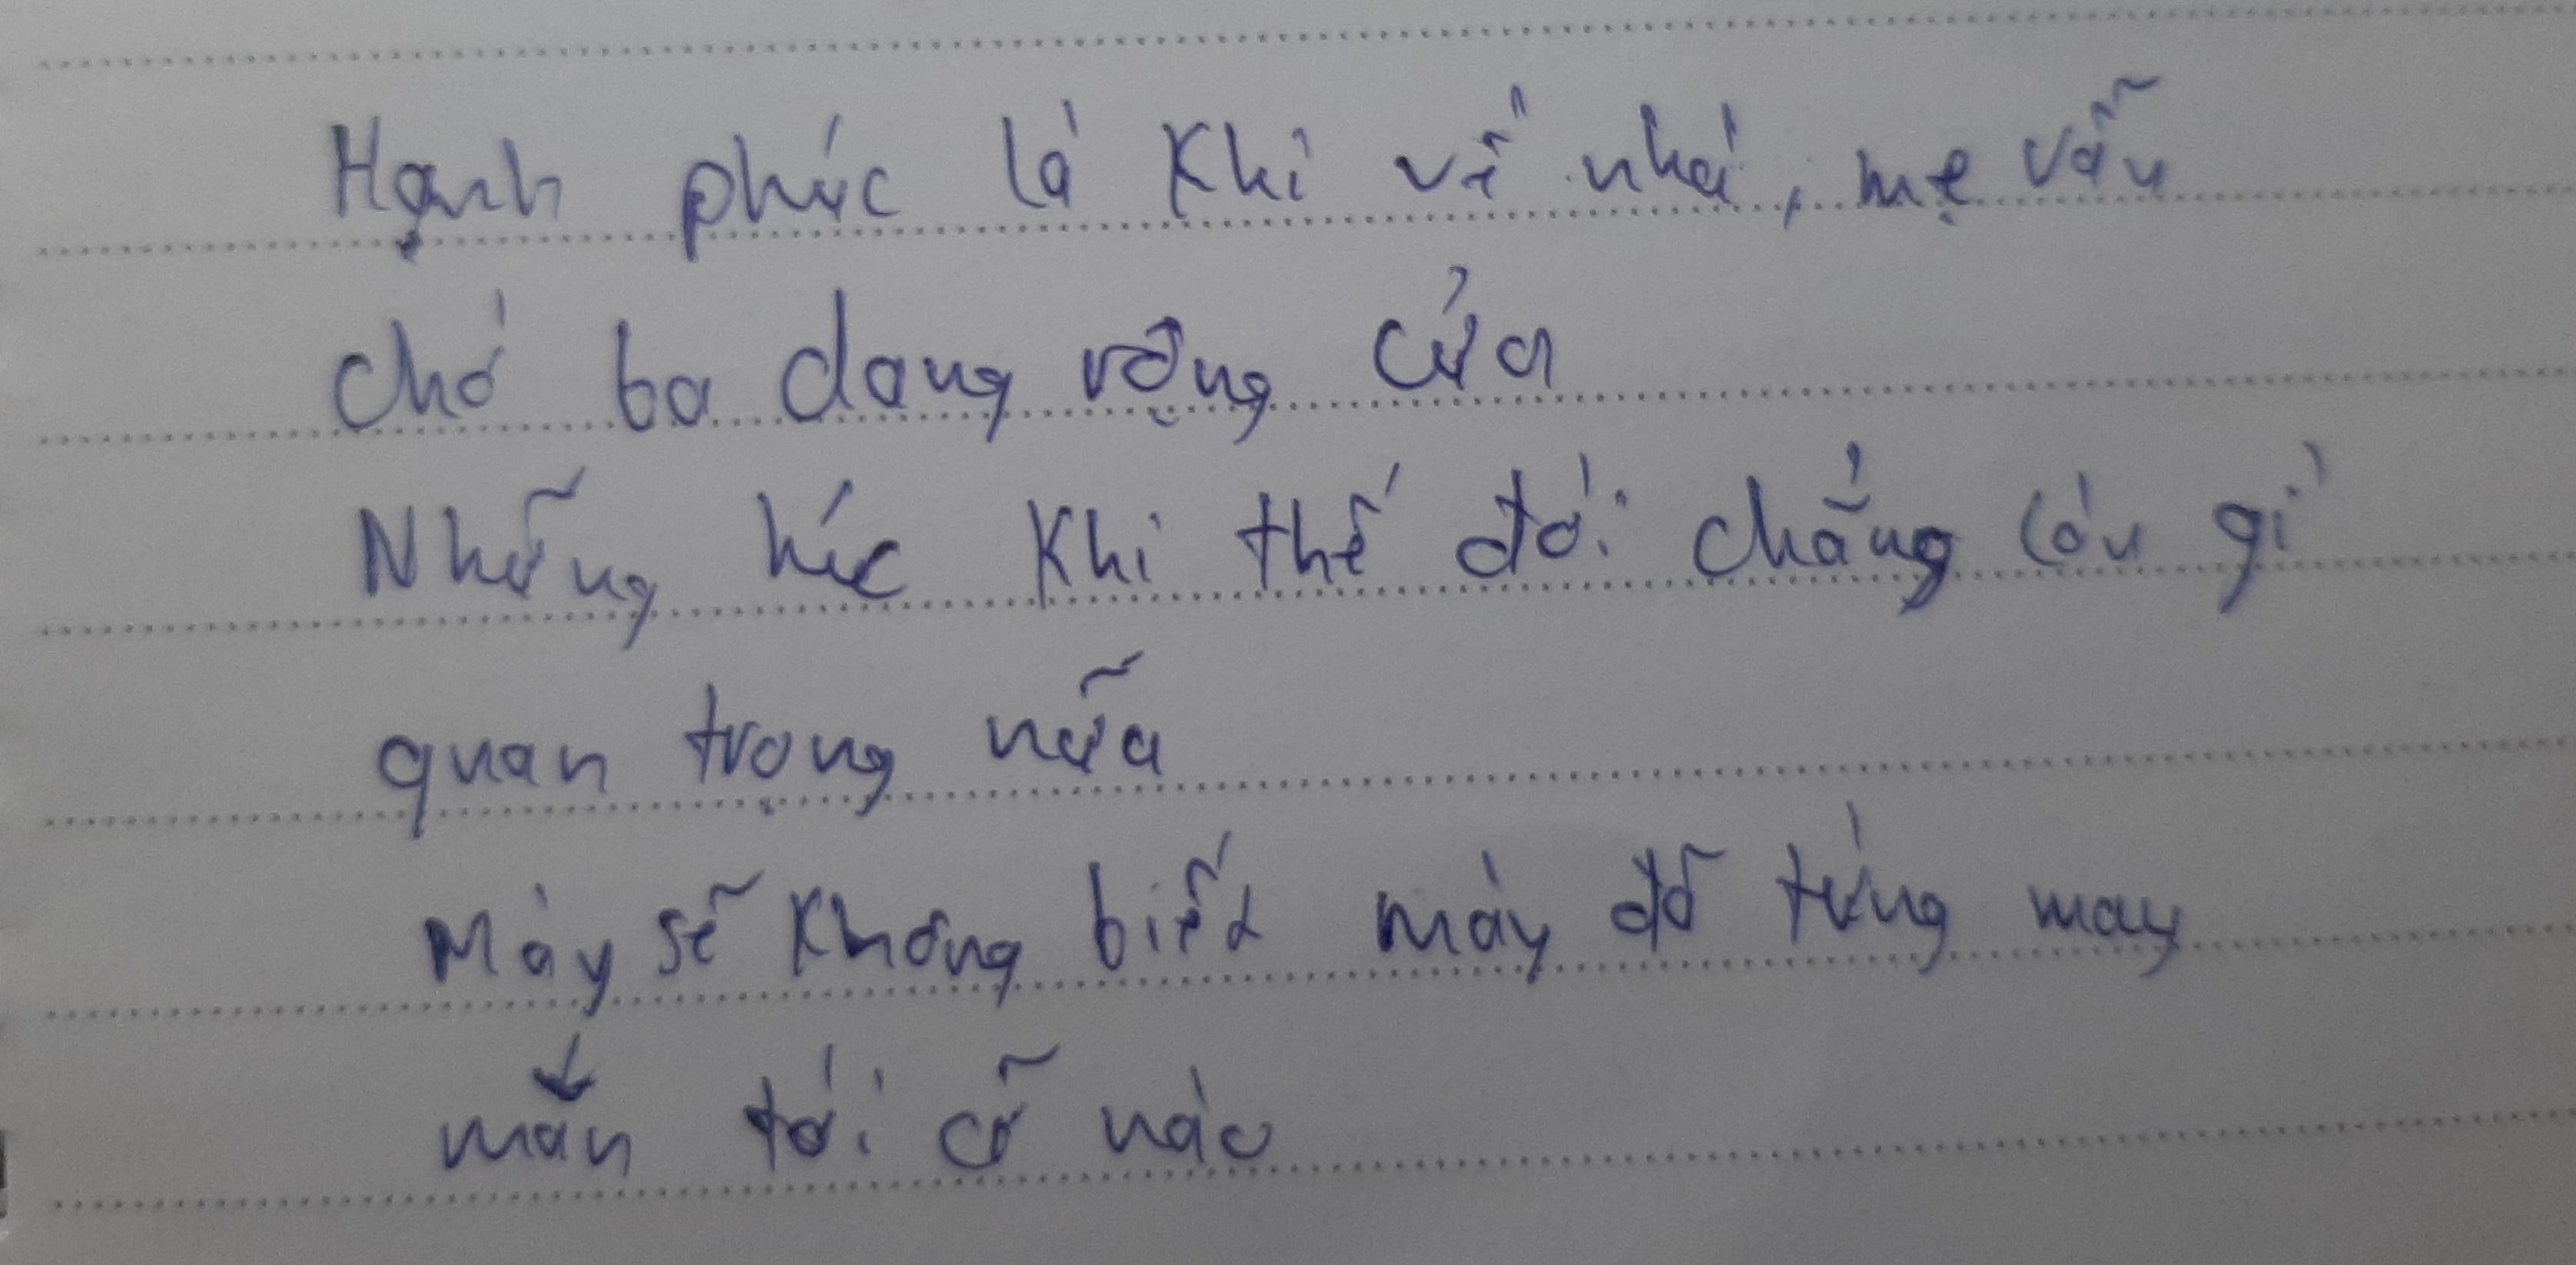 Hạnh phúc là khi về nhà, mẹ vẫn
chờ ba dang rộng cửa
Những lúc khi thế đời chẳng còn gì
quan trọng nữa
Mày sẽ không biết mày đã từng may
mắn tới cỡ nào